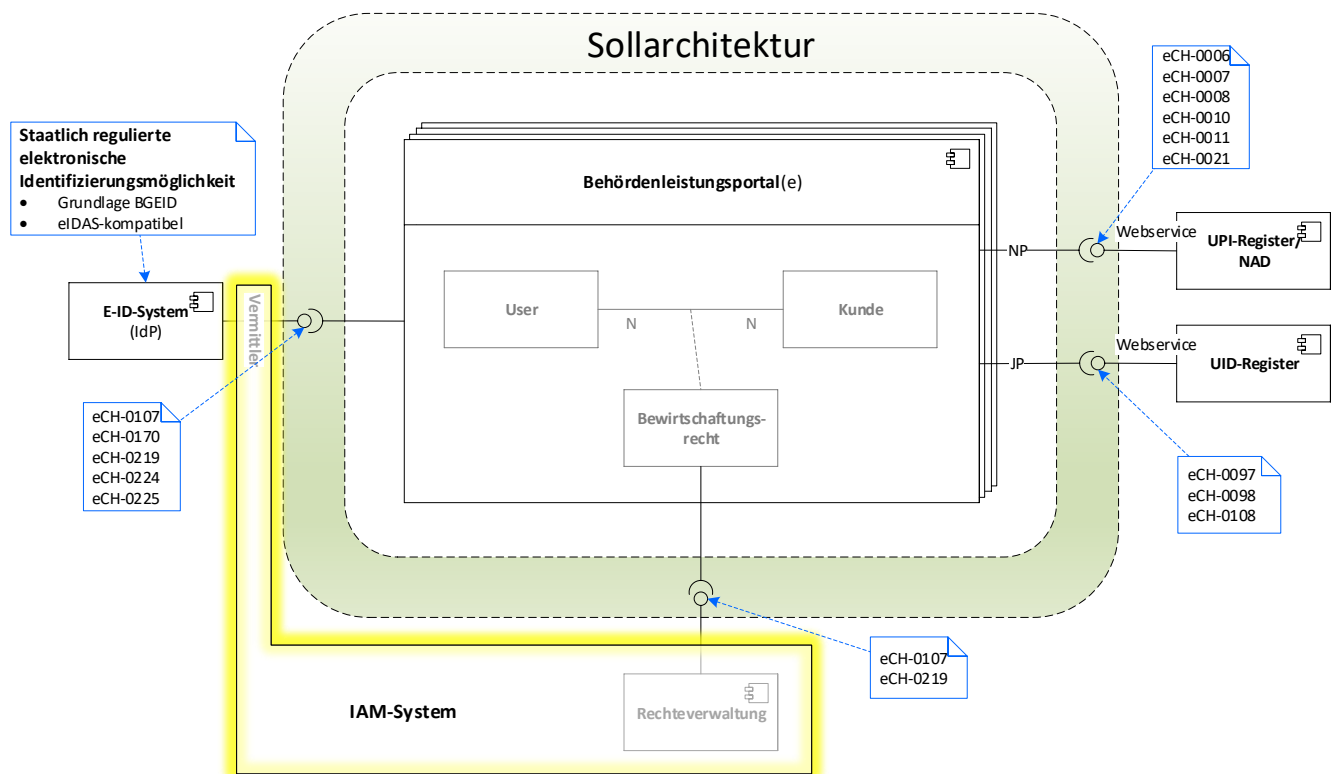 Sollarchitektur
eCH-0006
eCH-0007
eCH-0008
eCH-0010
eCH-0011
eCH-0021
Staatlich regulierte
elektronische
Identifizierungsmöglichkeit
• Grundlage BGEID
• eIDAS-kompatibel
Behördenleistungsportal(e)
Webservice
NP
UPI-Register/
NAD
E-ID-System
(IdP)
Vermittler
User
N
N
Kunde
Webservice
JP
UID-Register
eCH-0107
eCH-0170
eCH-0219
eCH-0224
eCH-0225
Bewirtschaftungs-
recht
eCH-0097
eCH-0098
eCH-0108
eCH-0107
eCH-0219
IAM-System
Rechteverwaltung